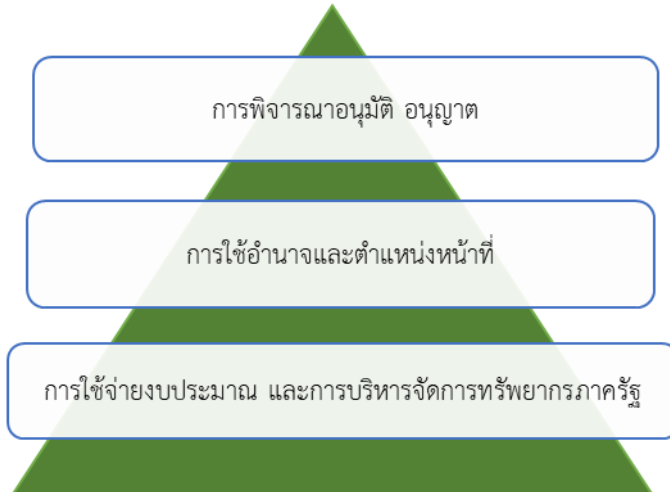 การพิจารณาอนุมัติ อนุญาต
การใช้อำนาจและตำแหน่งหน้าที่
การใช้จ่ายงบประมาณ และการบริหารจัดการทรัพยากรภาครัฐ